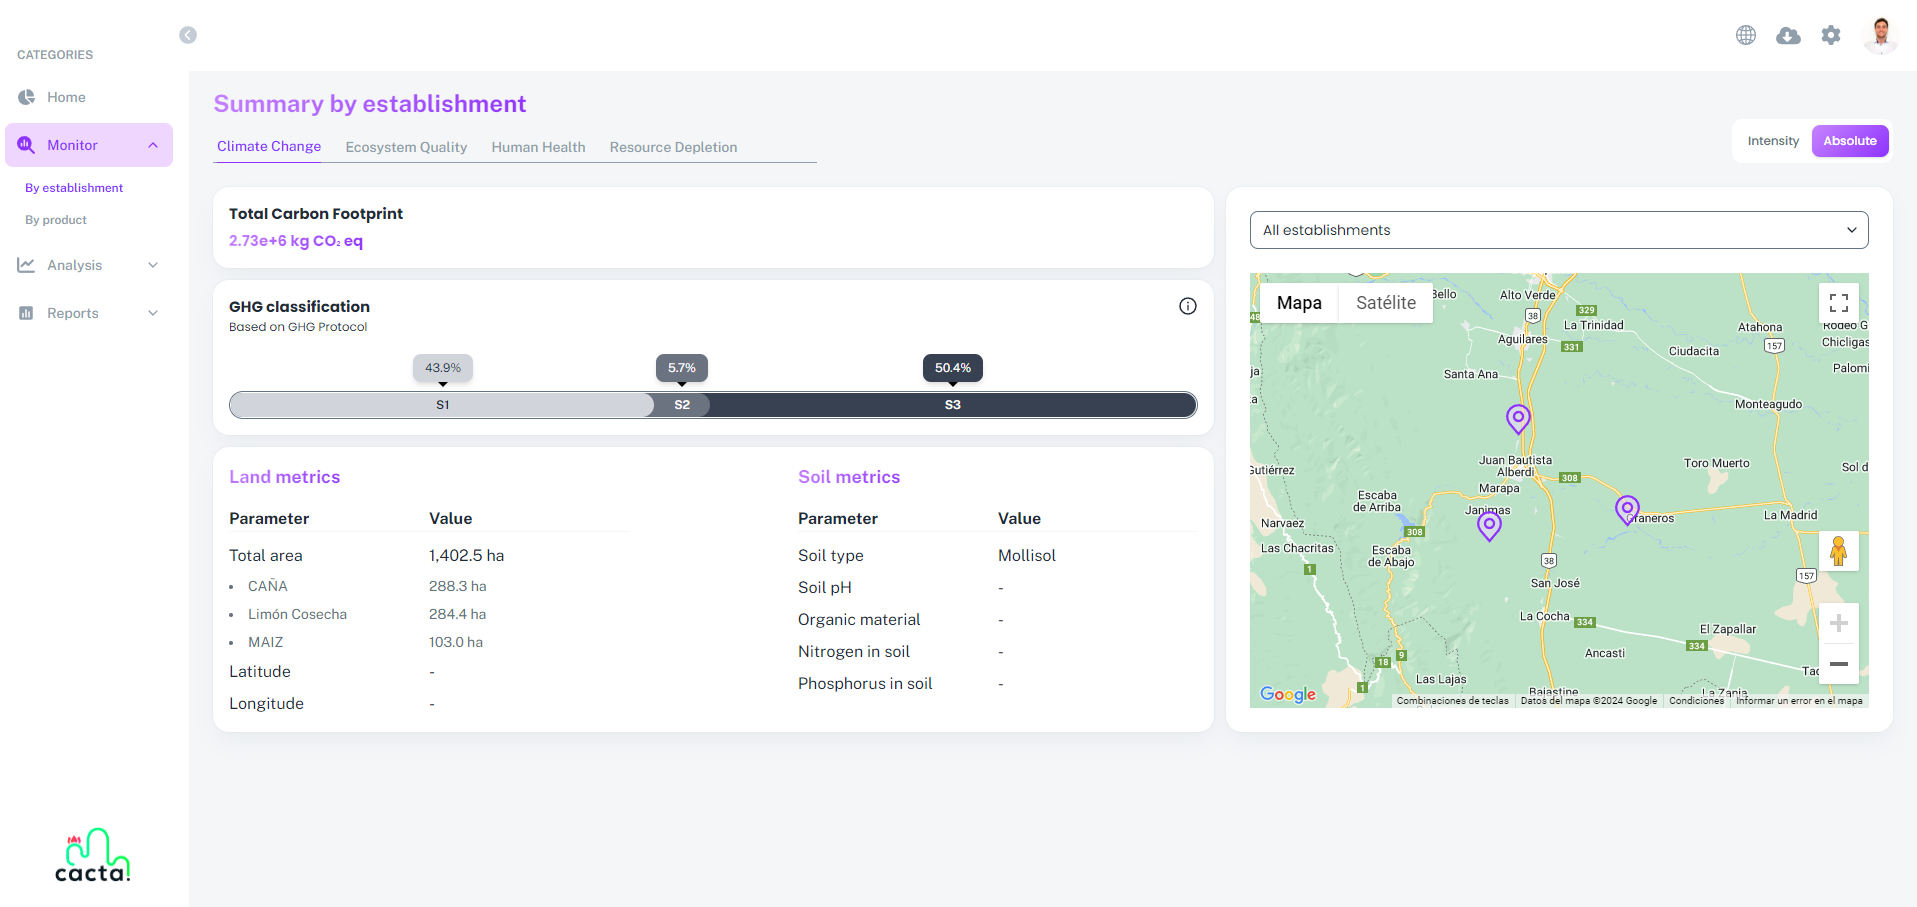 CATEGORIES
Home
Monitor
By establishment
By product
Analysis
Reports
cacta!
Summary by establishment
Climate Change
Ecosystem Quality
Human Health
Resource Depletion
Intensity
Absolute
Total Carbon Footprint
2.73e+6 kg CO₂ eq
GHG classification
Based on GHG Protocol
43.9%
5.7%
50.4%
S1
S2
S3
Land metrics
Parameter Value
Total area 1,402.5 ha
• CAÑA 288.3 ha
• Limón Cosecha 284.4 ha
• MAIZ 103.0 ha
Latitude -
Longitude -
Soil metrics
Parameter Value
Soil type Mollisol
Soil pH -
Organic material -
Nitrogen in soil -
Phosphorus in soil -
All establishments
Mapa
Satélite
Bello
Alto Verde
38
329
La Trinidad
Atahona
Rodeo G
48
Aguilares
331
157
Chicligas
Ciudacita
Palomi
ja
Santa Ana
ta
Monteagudo
Juan Bautista
Alberdi
Toro Muerto
Sol d
Gutiérrez
308
Marapa
Escaba
de Arriba
Janimas
Graneros
La Madrid
Narvaez
308
Las Chacritas
Escaba
de Abajo
38
1
San José
157
La Cocha
334
El Zapallar
334
Ancasti
9
18
Las Lajas
1
Bajastine
La Zanja
Tac
Google
Combinaciones de teclas
Datos del mapa ©2024 Google
Condiciones
Informar un error en el mapa